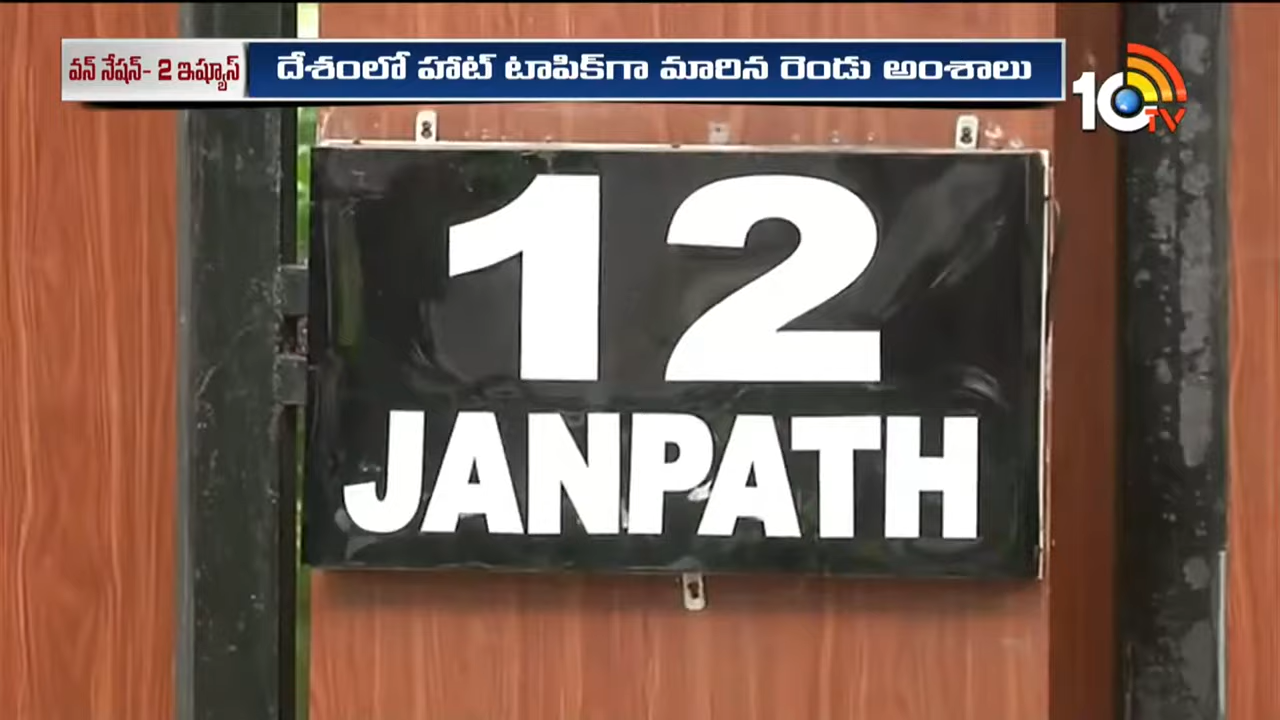 వన్ నేషన్- 2 ఇష్యూస్
దేశంలో హాట్ టాపిక్‌గా మారిన రెండు అంశాలు
10TV
12
JANPATH